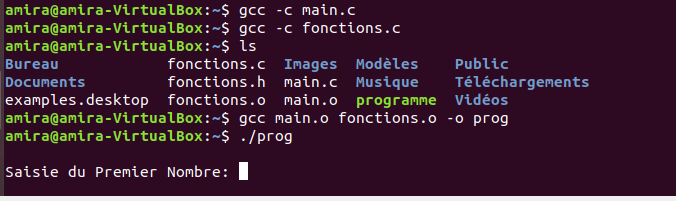 amira@amira-VirtualBox:~$ gcc -c main.c
amira@amira-VirtualBox:~$ gcc -c fonctions.c
amira@amira-VirtualBox:~$ ls
Bureau fonctions.c Images Modèles Public
Documents fonctions.h main.c Musique Téléchargements
examples.desktop fonctions.o main.o programme Vidéos
amira@amira-VirtualBox:~$ gcc main.o fonctions.o -o prog
amira@amira-VirtualBox:~$ ./prog
Saisie du Premier Nombre: